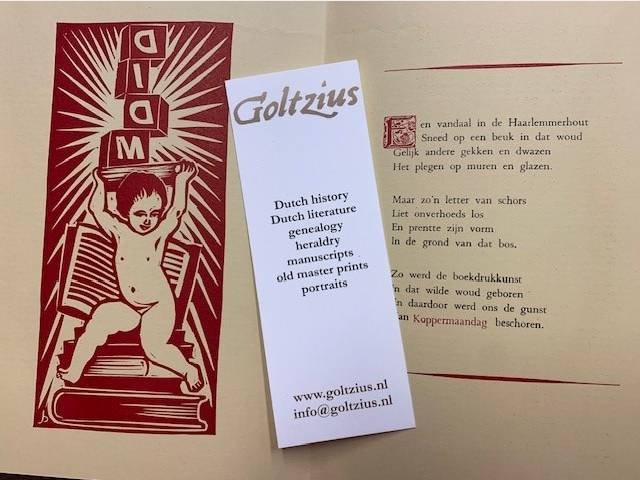 D
I
D
M
Goltzius
Dutch history
Dutch literature
genealogy
heraldry
manuscripts
old master prints
portraits
www.goltzius.nl
info@goltzius.nl
Een vandaal in de Haarlemmerhout
Sneed op een beuk in dat woud
Gelijk andere gekken en dwazen
Het plegen op muren en glazen.
Maar zo'n letter van schors
Liet onverhoeds los
En prentte zijn vorm
In de grond van dat bos.
Zo werd de boekdrukkunst
In dat wilde woud geboren
En daardoor werd ons de gunst
Van Koppermaandag beschoren.